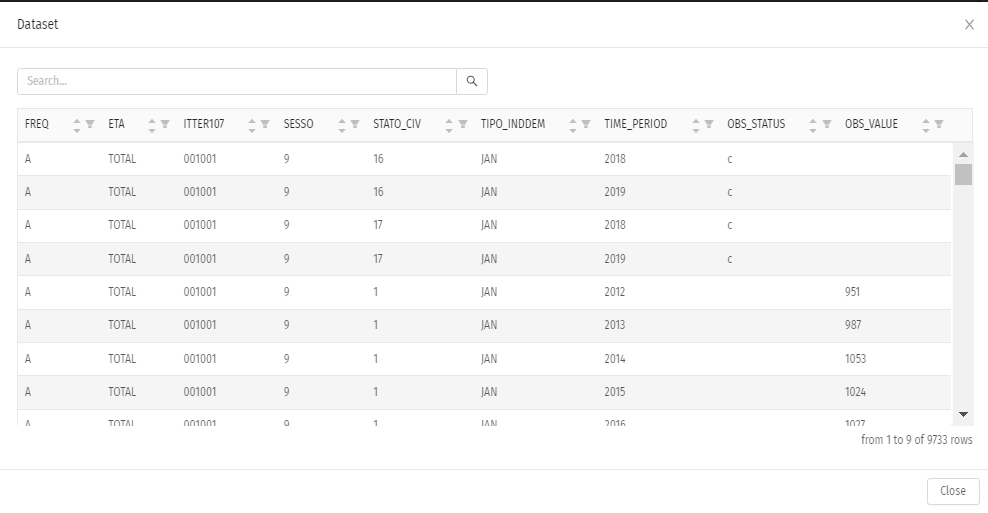 Dataset
Search...
FREQ ETA ITTER107 SESSO STATO_CIV TIPO_INDDEM TIME_PERIOD OBS_STATUS OBS_VALUE
A TOTAL 001001 9 16 JAN 2018 c
A TOTAL 001001 9 16 JAN 2019 c
A TOTAL 001001 9 17 JAN 2018 c
A TOTAL 001001 9 17 JAN 2019 c
A TOTAL 001001 9 1 JAN 2012 951
A TOTAL 001001 9 1 JAN 2013 987
A TOTAL 001001 9 1 JAN 2014 1053
A TOTAL 001001 9 1 JAN 2015 1024
A TOTAL 001001 9 1 JAN 2016 1027
from 1 to 9 of 9733 rows
Close